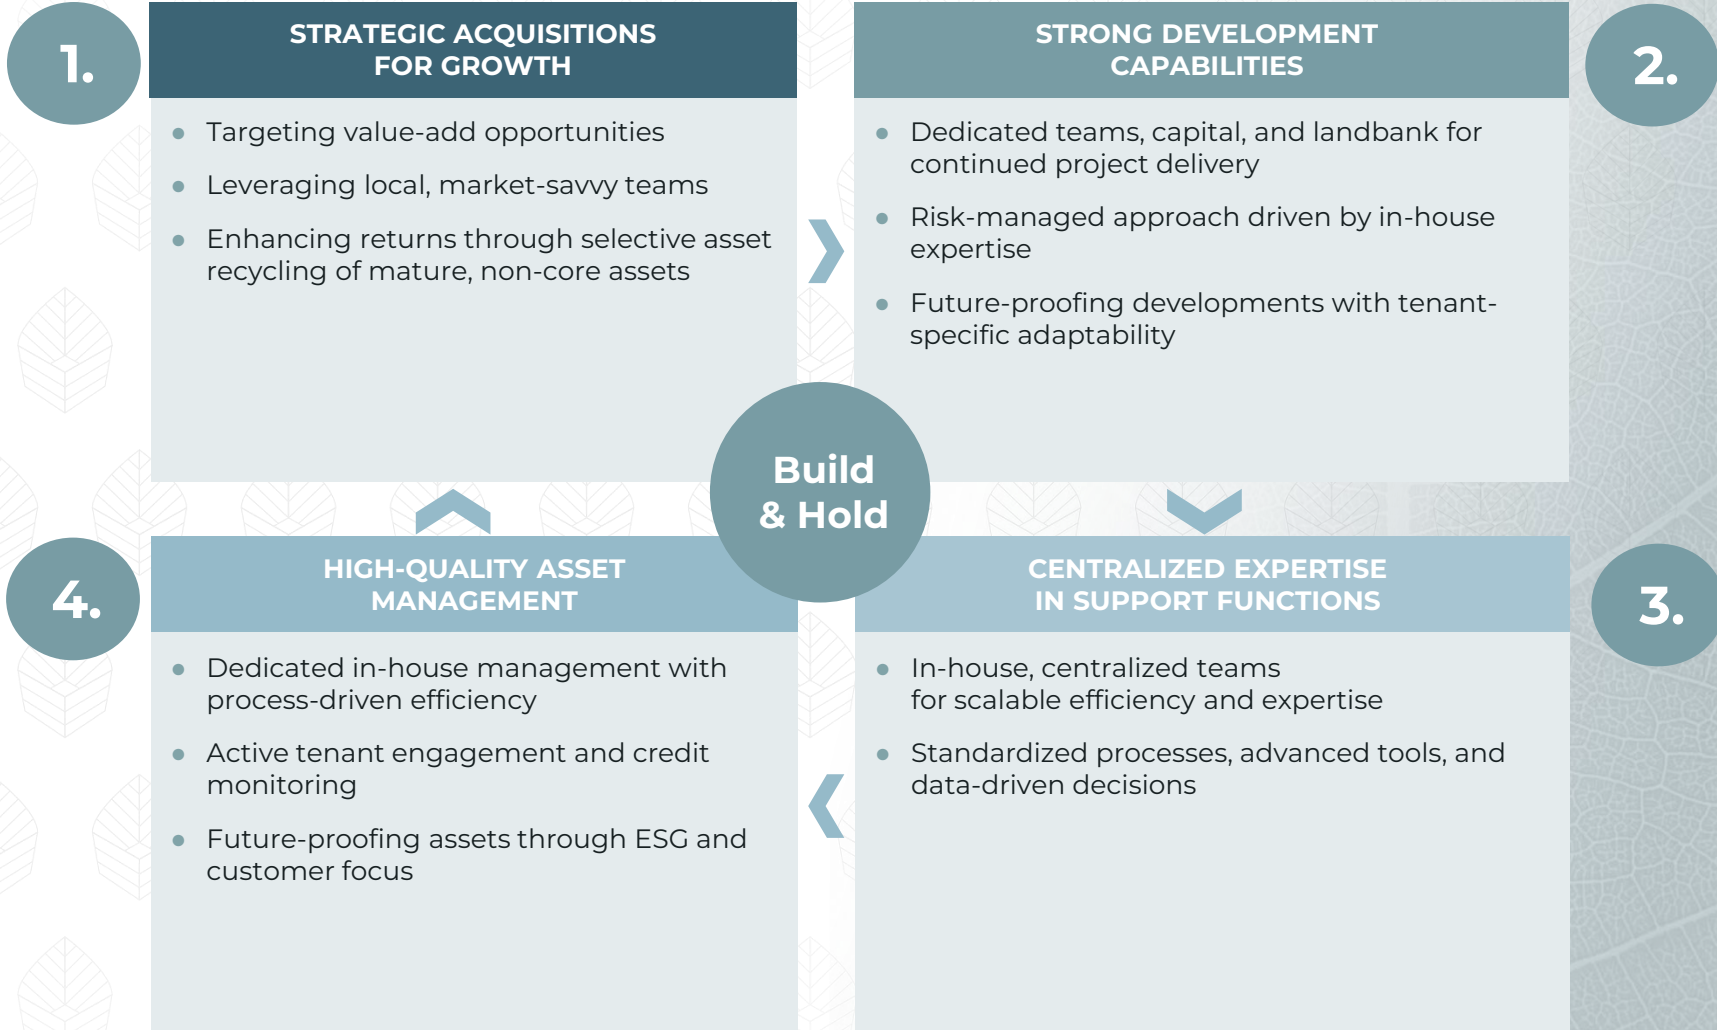 1.
STRATEGIC ACQUISITIONS
FOR GROWTH
● Targeting value-add opportunities
● Leveraging local, market-savvy teams
● Enhancing returns through selective asset
recycling of mature, non-core assets
2.
STRONG DEVELOPMENT
CAPABILITIES
● Dedicated teams, capital, and landbank for
continued project delivery
● Risk-managed approach driven by in-house
expertise
● Future-proofing developments with tenant-
specific adaptability
Build
& Hold
3.
CENTRALIZED EXPERTISE
IN SUPPORT FUNCTIONS
● In-house, centralized teams
for scalable efficiency and expertise
● Standardized processes, advanced tools, and
data-driven decisions
4.
HIGH-QUALITY ASSET
MANAGEMENT
● Dedicated in-house management with
process-driven efficiency
● Active tenant engagement and credit
monitoring
● Future-proofing assets through ESG and
customer focus